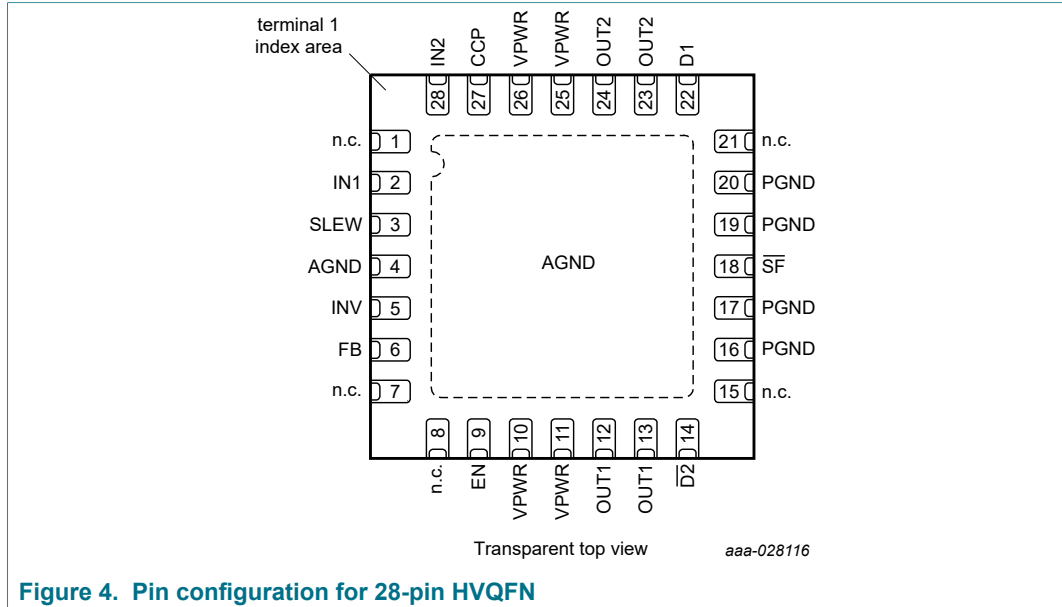 terminal 1
index area
IN2
CCP
VPWR
VPWR
OUT2
OUT2
D1
28
27
26
25
24
23
22
n.c. 1
IN1 2
SLEW 3
AGND 4
INV 5
FB 6
n.c. 7
AGND
21 n.c.
20 PGND
19 PGND
18 S̅F̅
17 PGND
16 PGND
15 n.c.
8
9
10
11
12
13
14
n.c.
EN
VPWR
VPWR
OUT1
OUT1
D̅2̅
Transparent top view
aaa-028116
Figure 4. Pin configuration for 28-pin HVQFN